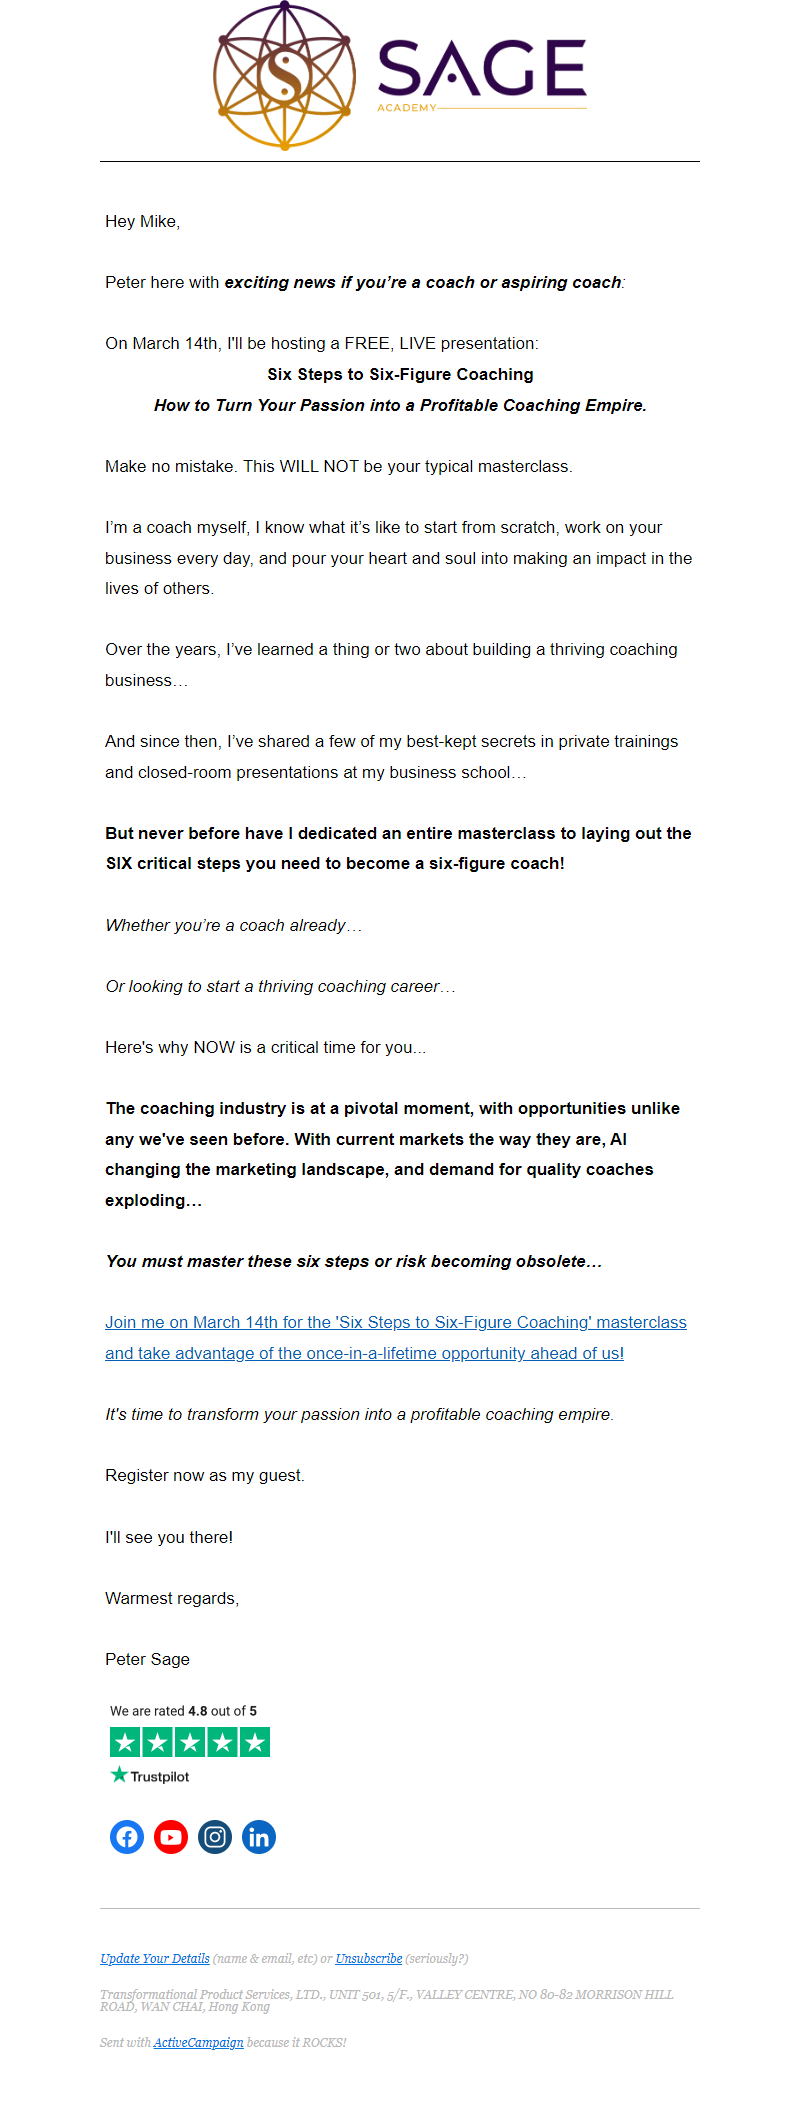 SAGE
ACADEMY
Hey Mike,
Peter here with exciting news if you’re a coach or aspiring coach:
On March 14th, I'll be hosting a FREE, LIVE presentation:
Six Steps to Six-Figure Coaching
How to Turn Your Passion into a Profitable Coaching Empire.
Make no mistake. This WILL NOT be your typical masterclass.
I’m a coach myself, I know what it’s like to start from scratch, work on your
business every day, and pour your heart and soul into making an impact in the
lives of others.
Over the years, I’ve learned a thing or two about building a thriving coaching
business…
And since then, I’ve shared a few of my best-kept secrets in private trainings
and closed-room presentations at my business school…
But never before have I dedicated an entire masterclass to laying out the
SIX critical steps you need to become a six-figure coach!
Whether you’re a coach already…
Or looking to start a thriving coaching career…
Here's why NOW is a critical time for you...
The coaching industry is at a pivotal moment, with opportunities unlike
any we've seen before. With current markets the way they are, AI
changing the marketing landscape, and demand for quality coaches
exploding…
You must master these six steps or risk becoming obsolete…
Join me on March 14th for the 'Six Steps to Six-Figure Coaching' masterclass
and take advantage of the once-in-a-lifetime opportunity ahead of us!
It's time to transform your passion into a profitable coaching empire.
Register now as my guest.
I'll see you there!
Warmest regards,
Peter Sage
We are rated 4.8 out of 5
Trustpilot
Update Your Details (name & email, etc) or Unsubscribe (seriously?)
Transformational Product Services, LTD., UNIT 501, 5/F., VALLEY CENTRE, NO 80-82 MORRISON HILL
ROAD, WAN CHAI, Hong Kong
Sent with ActiveCampaign because it ROCKS!